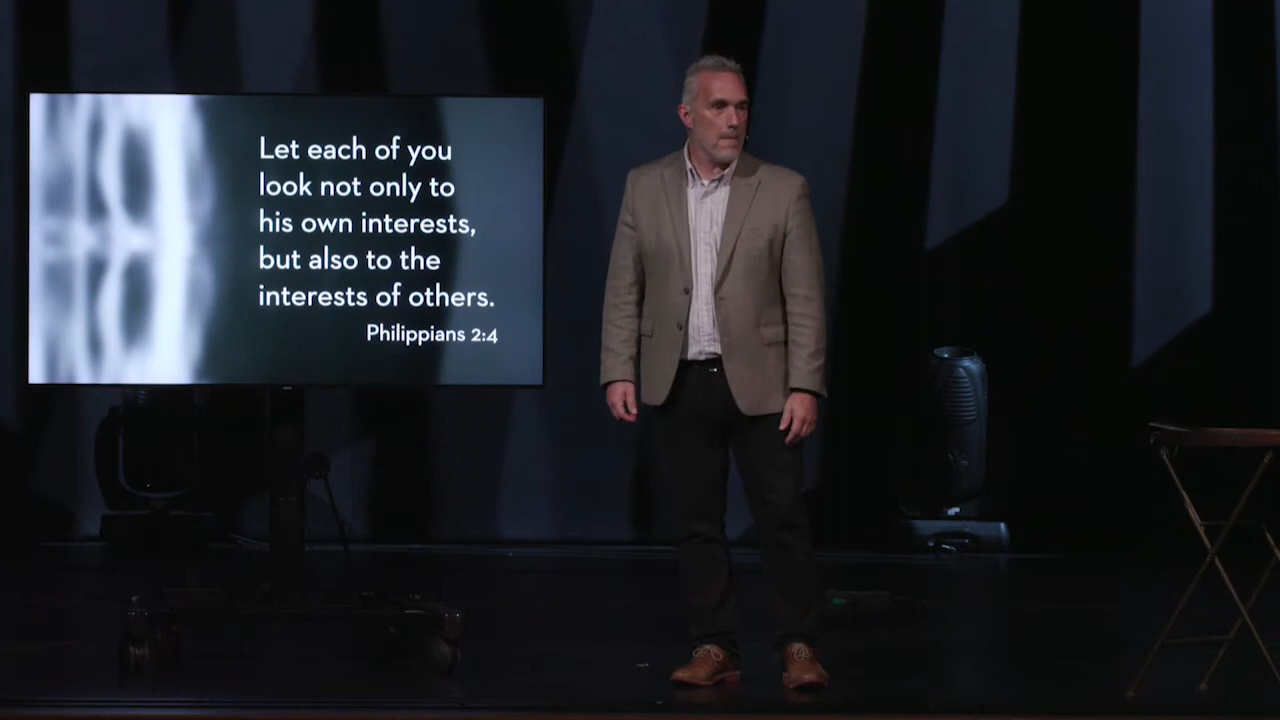 Let each of you
look not only to
his own interests,
but also to the
interests of others.
Philippians 2:4